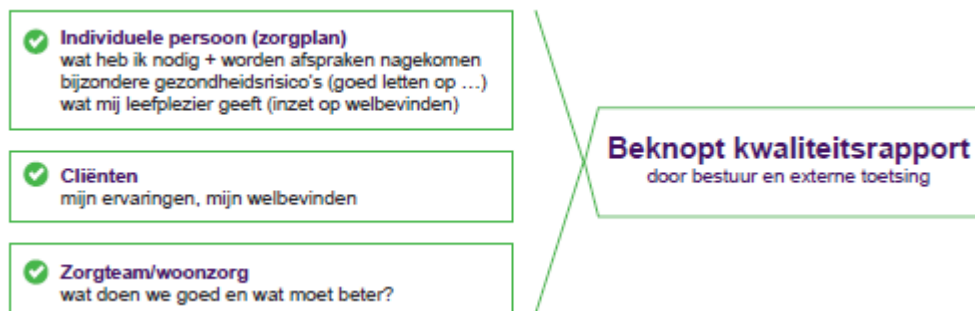 Individuele persoon (zorgplan)
wat heb ik nodig + worden afspraken nagekomen
bijzondere gezondheidsrisico's (goed letten op …)
wat mij leefplezier geeft (inzet op welbevinden)
Cliënten
mijn ervaringen, mijn welbevinden
Zorgteam/woonzorg
wat doen we goed en wat moet beter?
Beknopt kwaliteitsrapport
door bestuur en externe toetsing